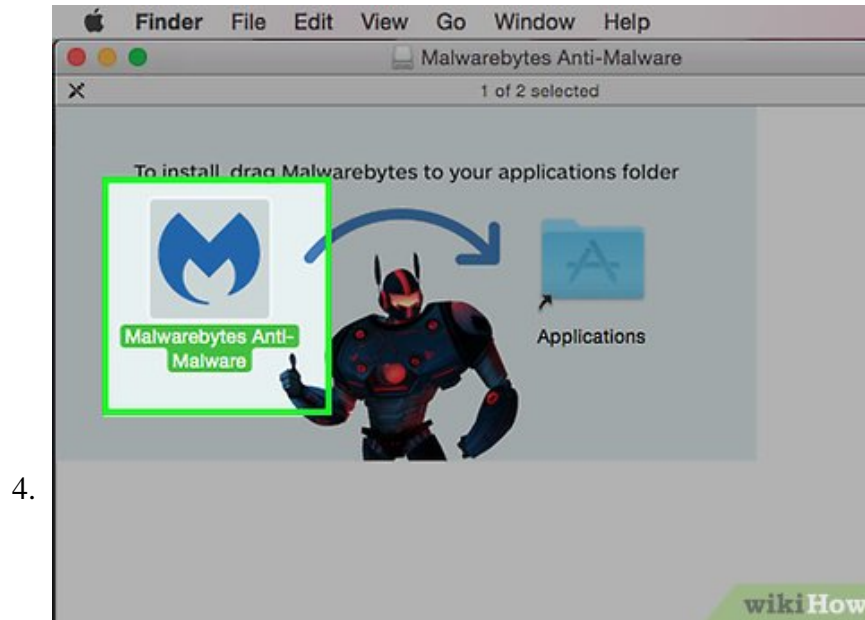 Finder File Edit View Go Window Help
Malwarebytes Anti-Malware
1 of 2 selected
To install, drag Malwarebytes to your applications folder
Malwarebytes Anti-
Malware
Applications
4.
wikiHow